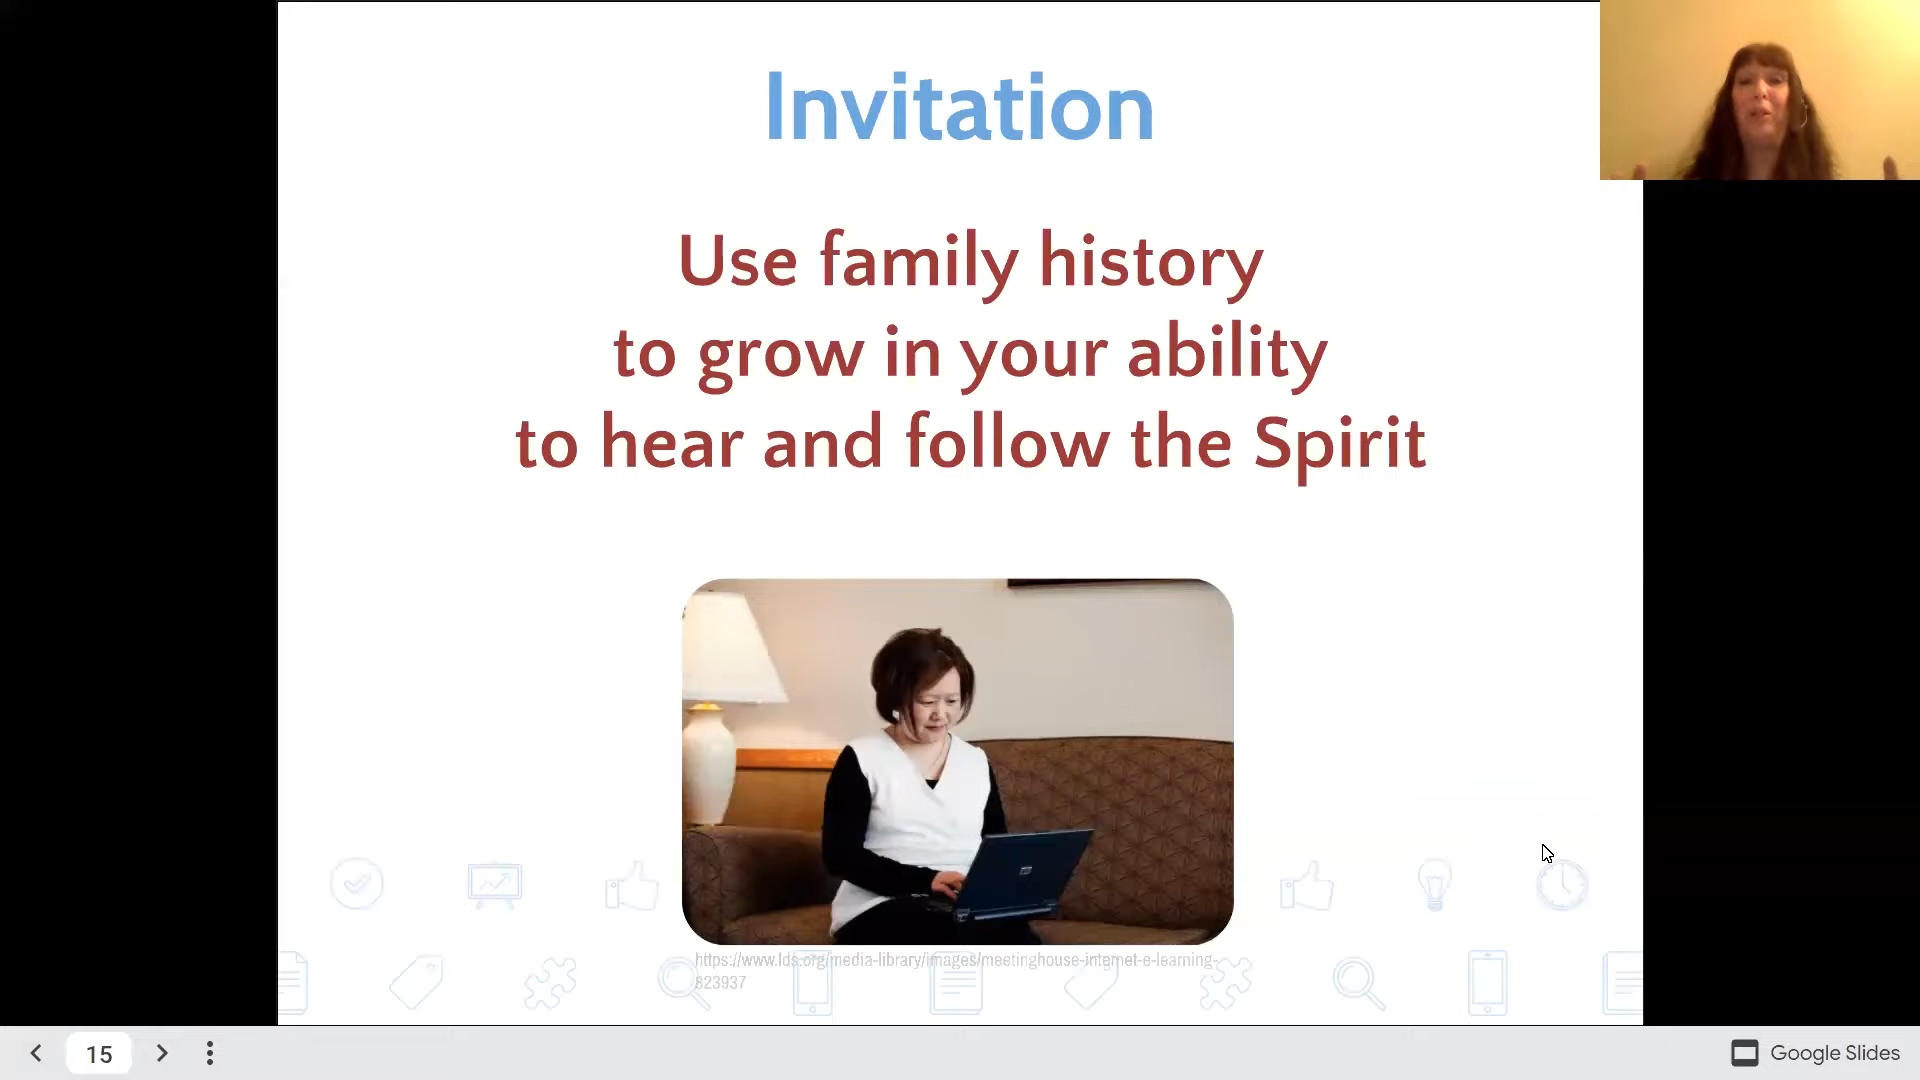 Invitation
Use family history
to grow in your ability
to hear and follow the Spirit
https://www.lds.org/media-library/images/meetinghouse-internet-e-learning-
823937
15
Google Slides